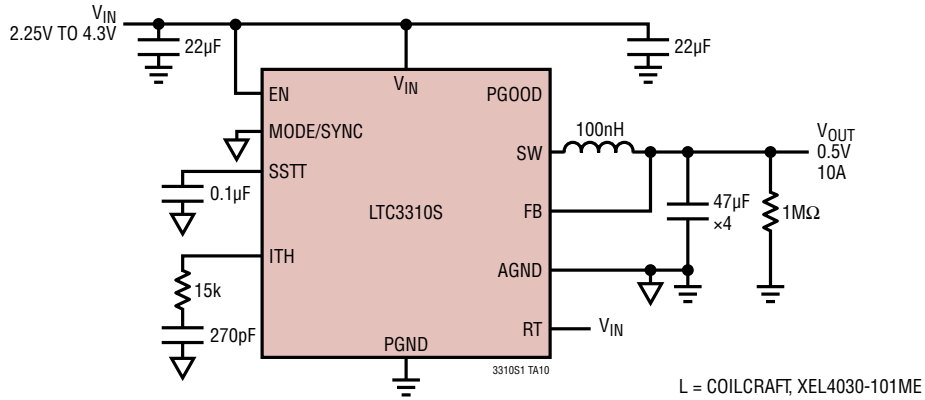 VIN
2.25V TO 4.3V
22µF
22µF
VIN
EN
PGOOD
MODE/SYNC
100nH
SW
VOUT
0.5V
10A
SSTT
0.1µF
LTC3310S
FB
47µF
×4
1MΩ
ITH
AGND
15k
270pF
RT
VIN
PGND
3310S1 TA10
L = COILCRAFT, XEL4030-101ME